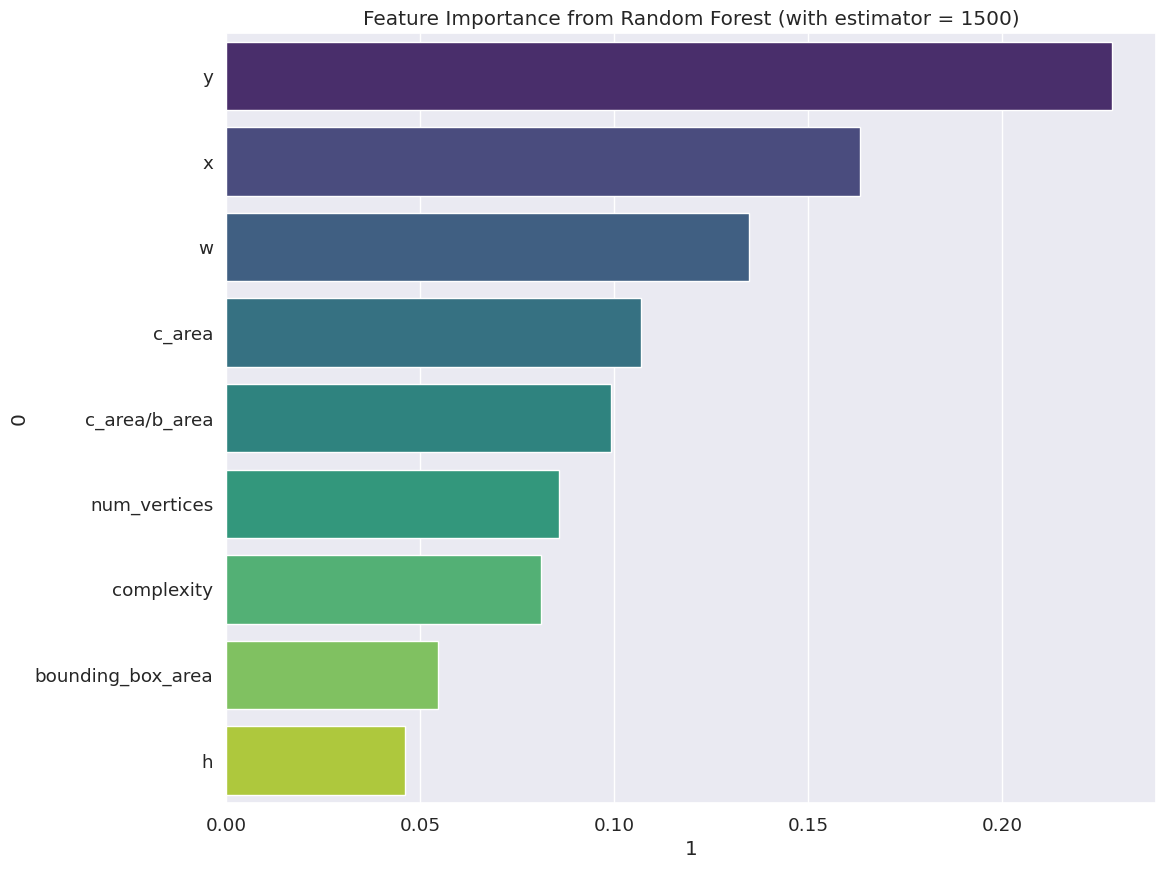 Feature Importance from Random Forest (with estimator = 1500)
y
x
w
c_area
c_area/b_area
num_vertices
complexity
bounding_box_area
h
0
0.00 0.05 0.10 0.15 0.20
1